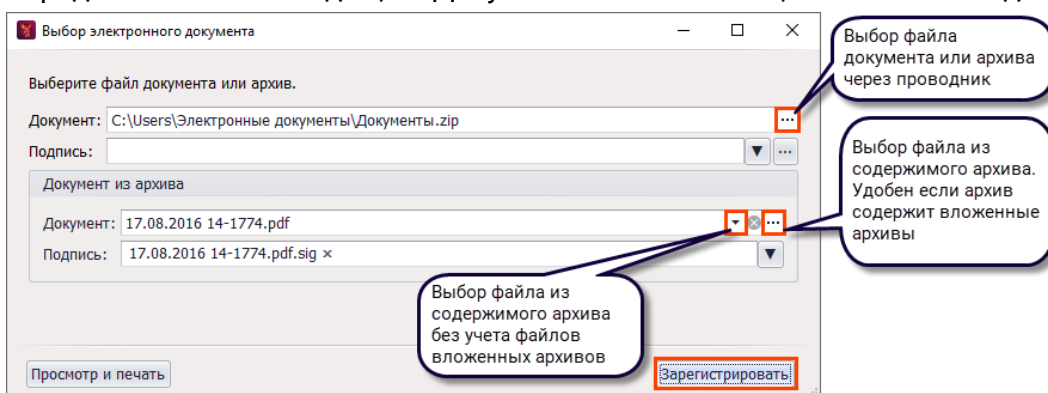 Выбор электронного документа
Выбор файла
документа или архива
через проводник
Выберите файл документа или архив.
Документ: C:\Users\Электронные документы\Документы.zip ...
Подпись: ▼ ...
Документ из архива
Выбор файла из
содержимого архива.
Удобен если архив
содержит вложенные
архивы
Документ: 17.08.2016 14-1774.pdf ...
Подпись: 17.08.2016 14-1774.pdf.sig × ▼
Выбор файла из
содержимого архива
без учета файлов
вложенных архивов
Просмотр и печать
Зарегистрировать